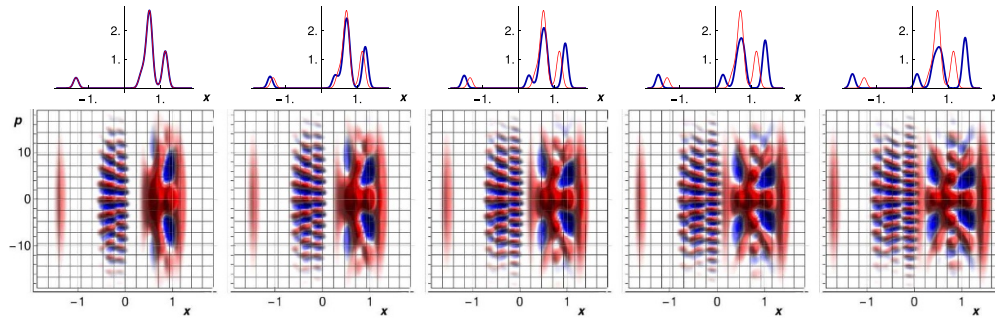 2. 2. 2. 2. 2.
1. 1. 1. 1. 1.
−1. 1. x −1. 1. x −1. 1. x −1. 1. x −1. 1. x
p
10
0
−10
−1 0 1 −1 0 1 −1 0 1 −1 0 1 −1 0 1
x x x x x